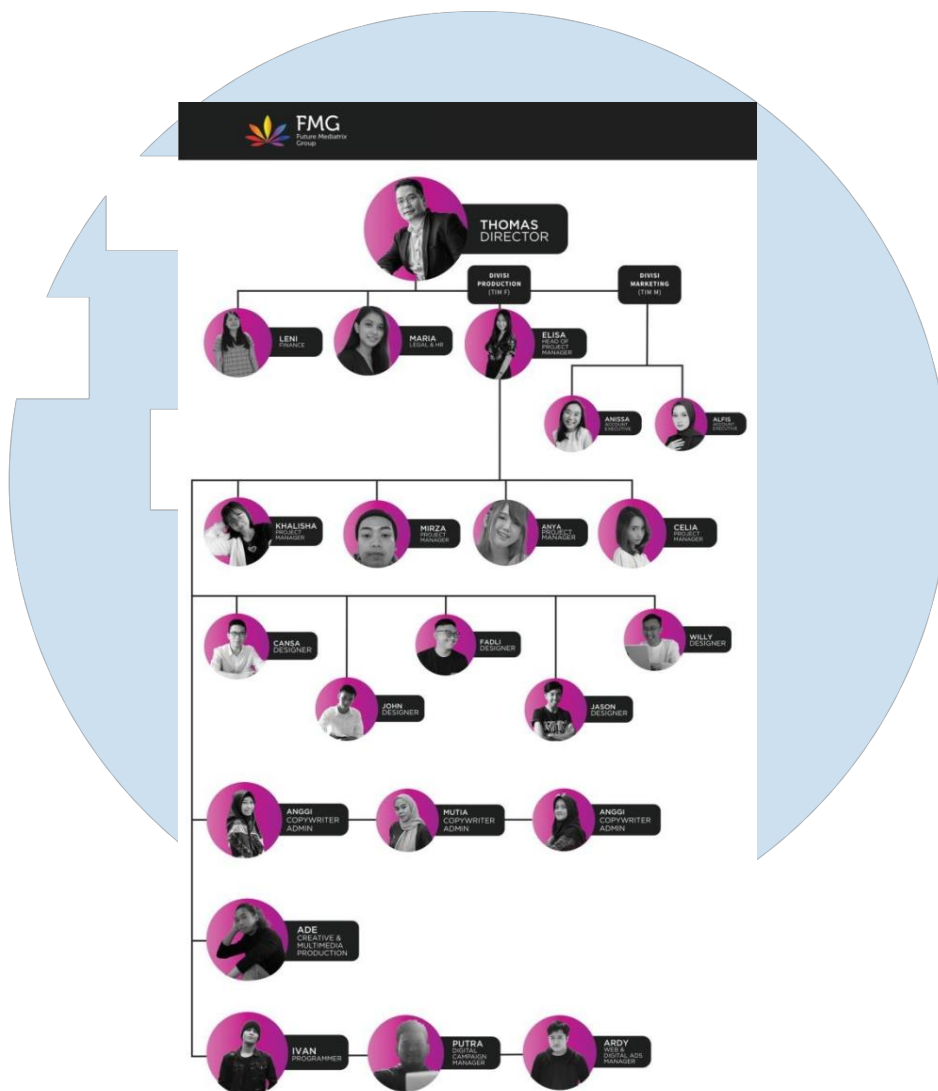 FMG
Future Mediatrix
Group
THOMAS
DIRECTOR
DIVISI
PRODUCTION
(TIM F)
DIVISI
MARKETING
(TIM M)
LENI
FINANCE
MARIA
LEGAL & HR
ELISA
HEAD OF
PROJECT
MANAGER
ANISSA
ACCOUNT
EXECUTIVE
ALFIS
ACCOUNT
EXECUTIVE
KHALISHA
PROJECT
MANAGER
MIRZA
PROJECT
MANAGER
ANYA
PROJECT
MANAGER
CELIA
PROJECT
MANAGER
CANSA
DESIGNER
FADLI
DESIGNER
WILLY
DESIGNER
JOHN
DESIGNER
JASON
DESIGNER
ANGGI
COPYWRITER
ADMIN
MUTIA
COPYWRITER
ADMIN
ANGGI
COPYWRITER
ADMIN
ADE
CREATIVE &
MULTIMEDIA
PRODUCTION
IVAN
PROGRAMMER
PUTRA
DIGITAL
CAMPAIGN
MANAGER
ARDY
WEB &
DIGITAL ADS
MANAGER